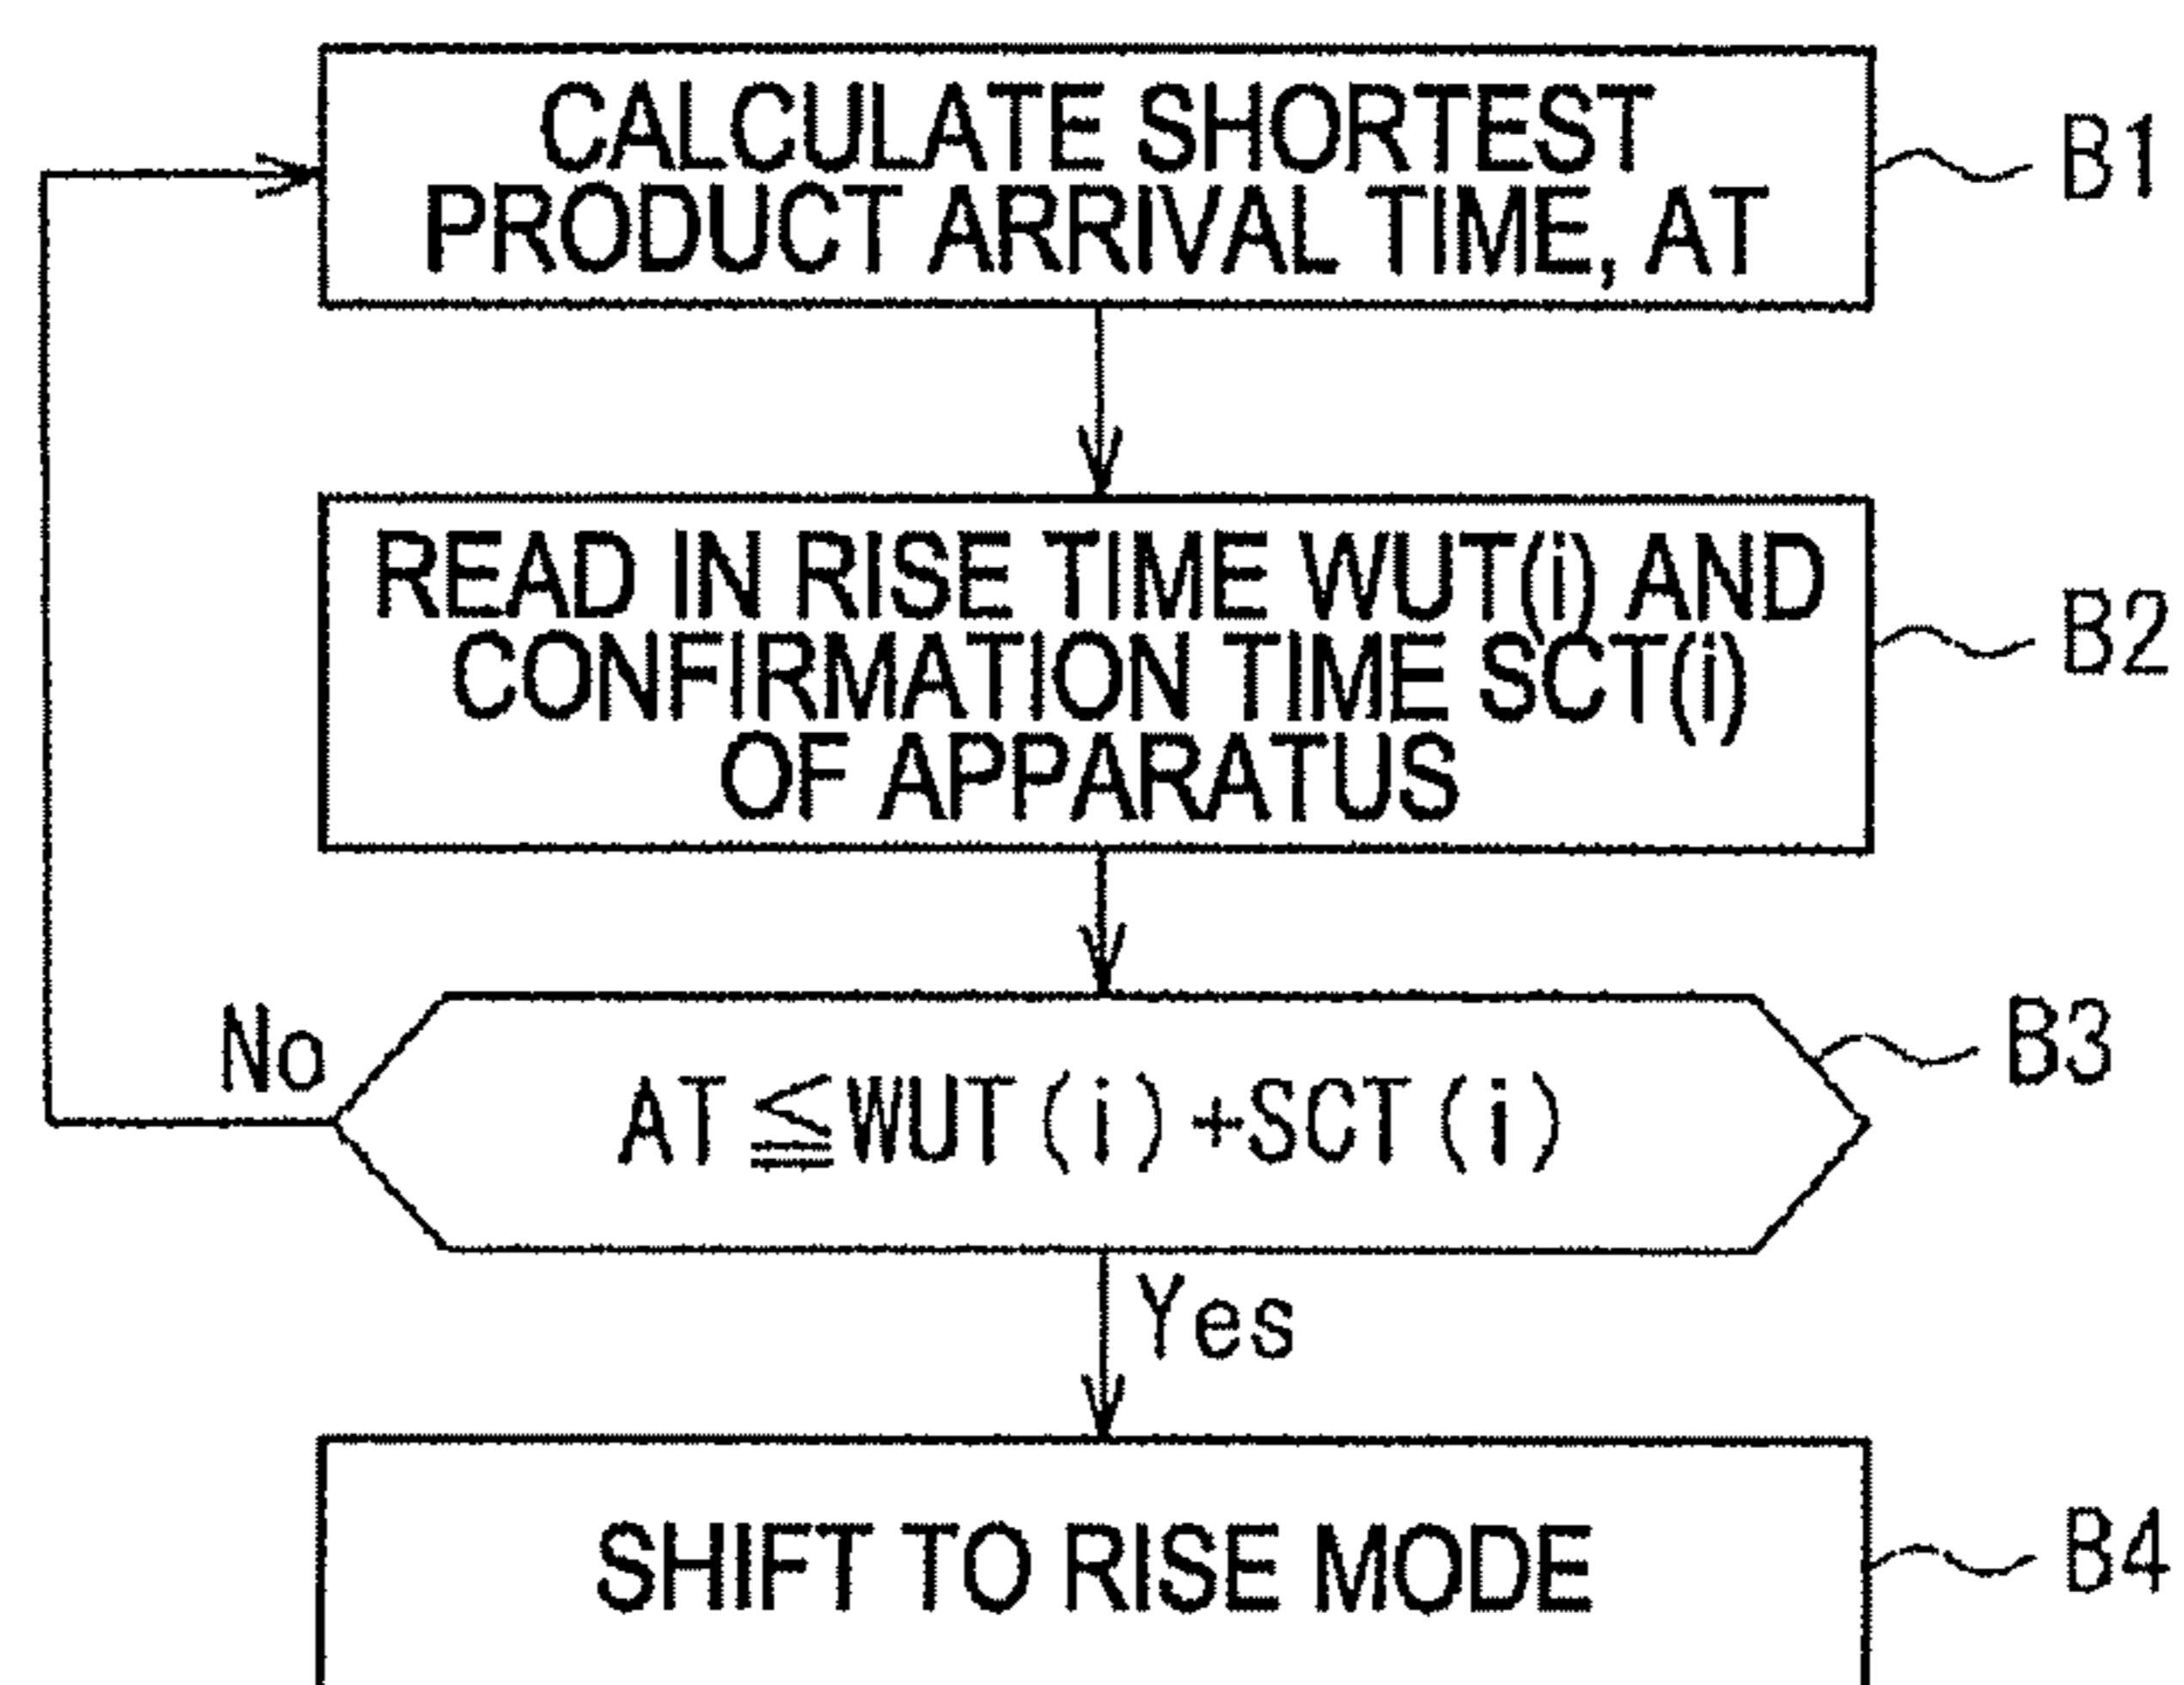 CALCULATE SHORTEST
PRODUCT ARRIVAL TIME, AT
B1
READ IN RISE TIME WUT(i) AND
CONFIRMATION TIME SCT(i)
OF APPARATUS
B2
No
AT≦WUT(i)+SCT(i)
B3
Yes
SHIFT TO RISE MODE
B4